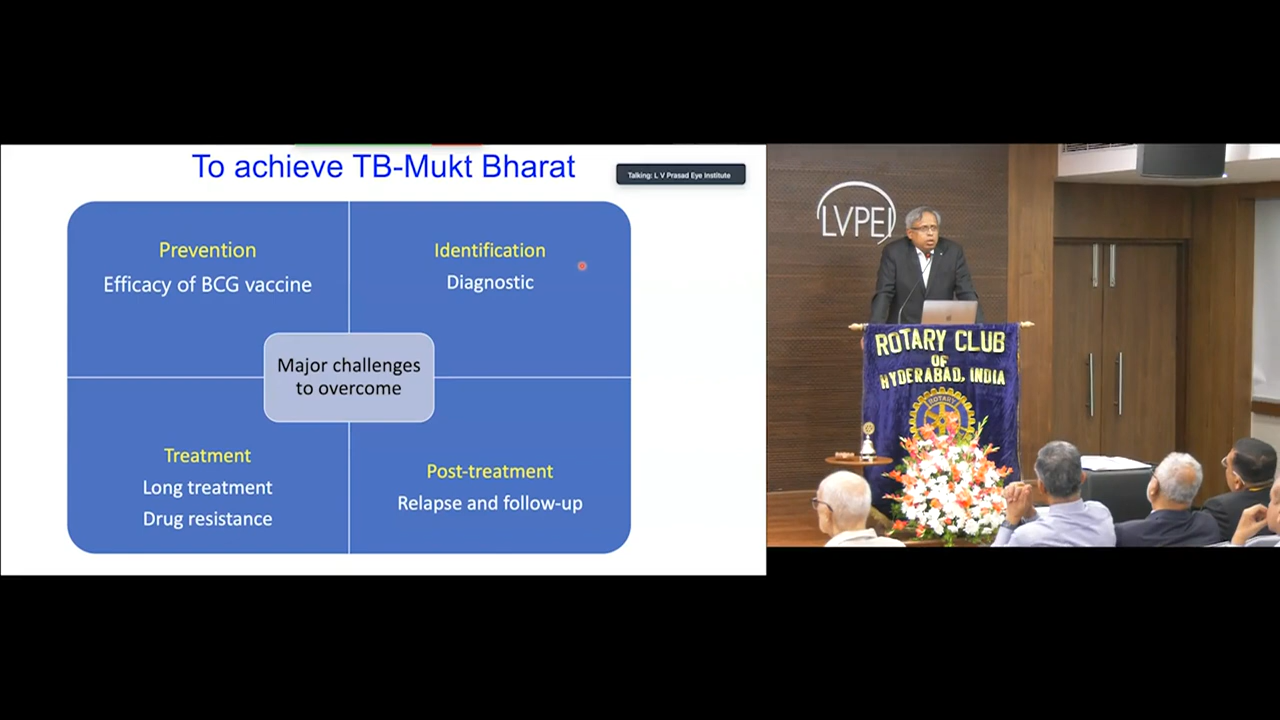 To achieve TB-Mukt Bharat
Talking: L V Prasad Eye Institute
Prevention
Efficacy of BCG vaccine
Identification
Diagnostic
Major challenges
to overcome
Treatment
Long treatment
Drug resistance
Post-treatment
Relapse and follow-up
LVPEI
ROTARY CLUB
OF
HYDERABAD, INDIA
ROTARY